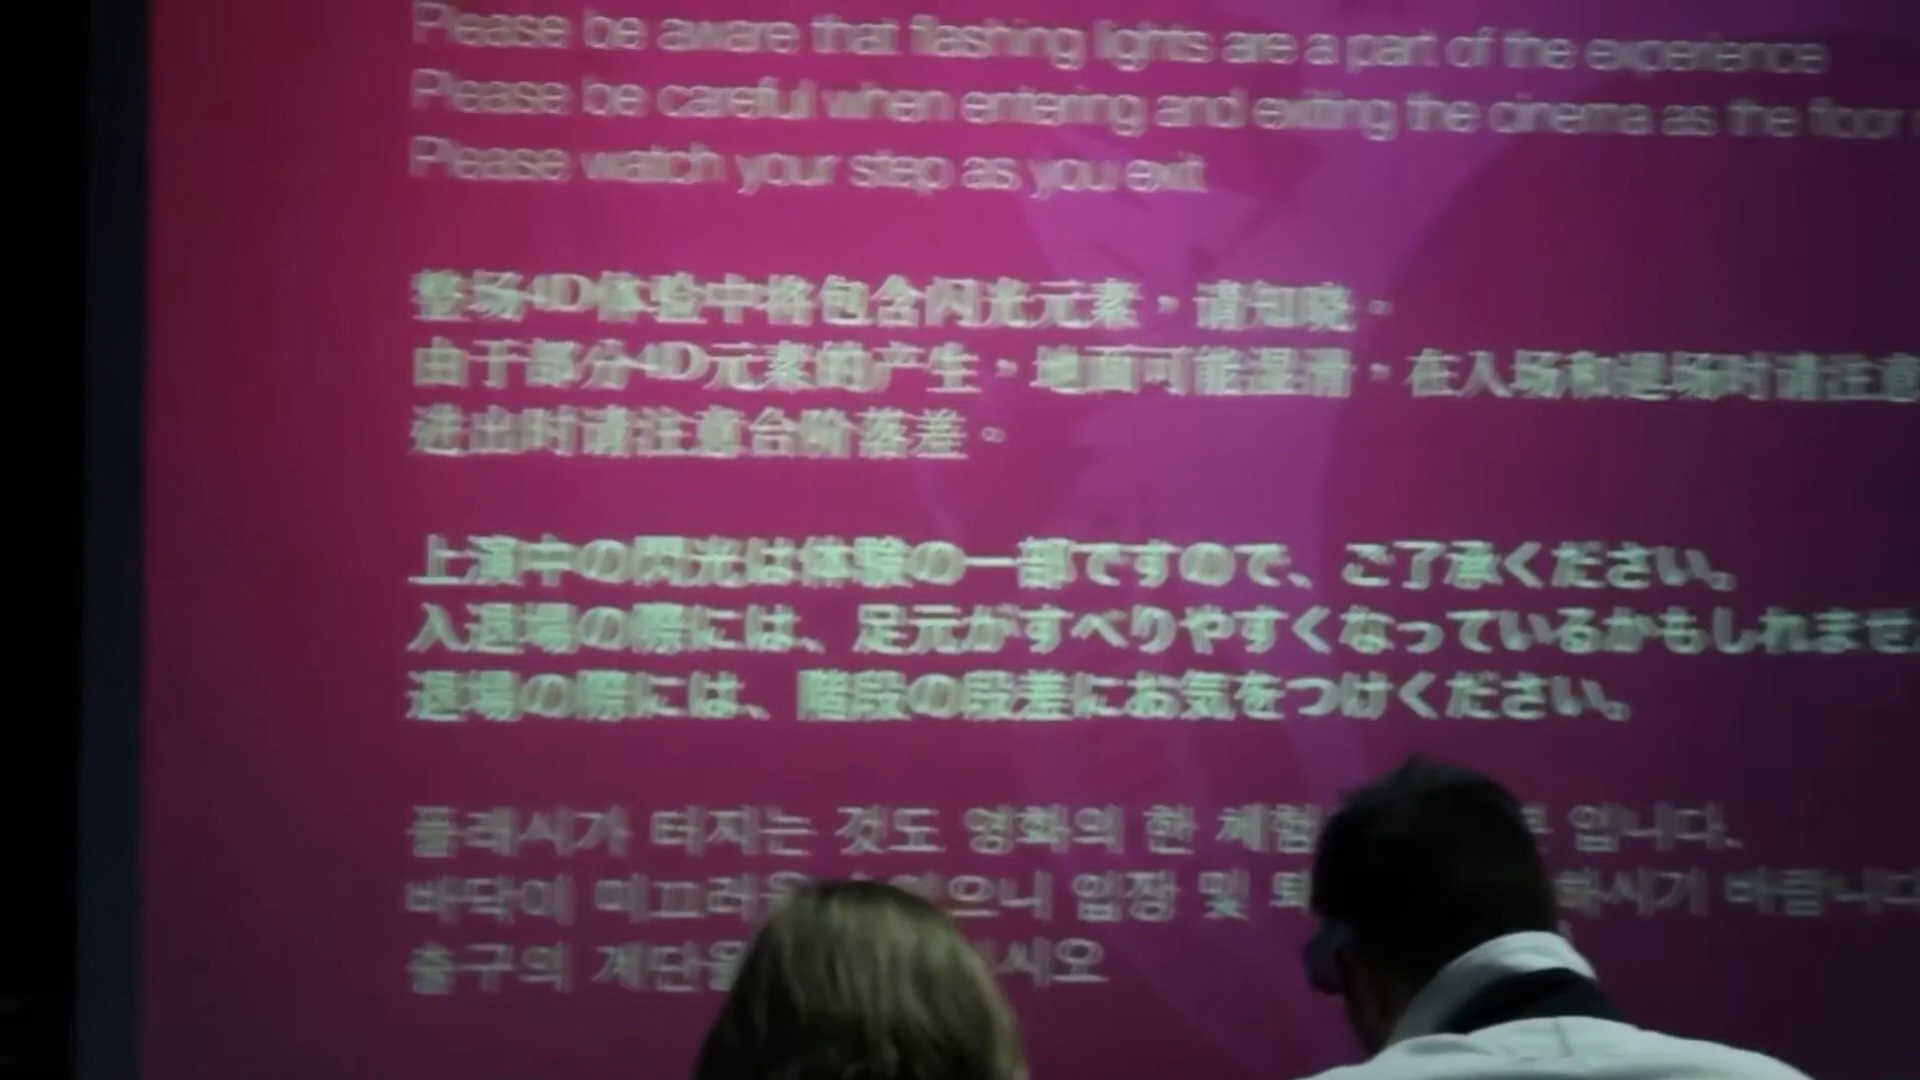 Please be aware that flashing lights are a part of the experience
Please be careful when entering and exiting the cinema as the floor
Please watch your step as you exit
整场4D体验中将包含闪光元素，请知晓。
由于部分4D元素的产生，地面可能湿滑，在入场和退场时请注意
进出时请注意台阶落差。
上演中の閃光は体験の一部ですので、ご了承ください。
入退場の際には、足元がすべりやすくなっているかもしれませ
退場の際には、階段の段差にお気をつけください。
플래시가 터지는 것도 영화의 한 체험 입니다.
바닥이 미끄러울 으니 입장 및 퇴 하시기 바랍니다
출구의 계단을 시오